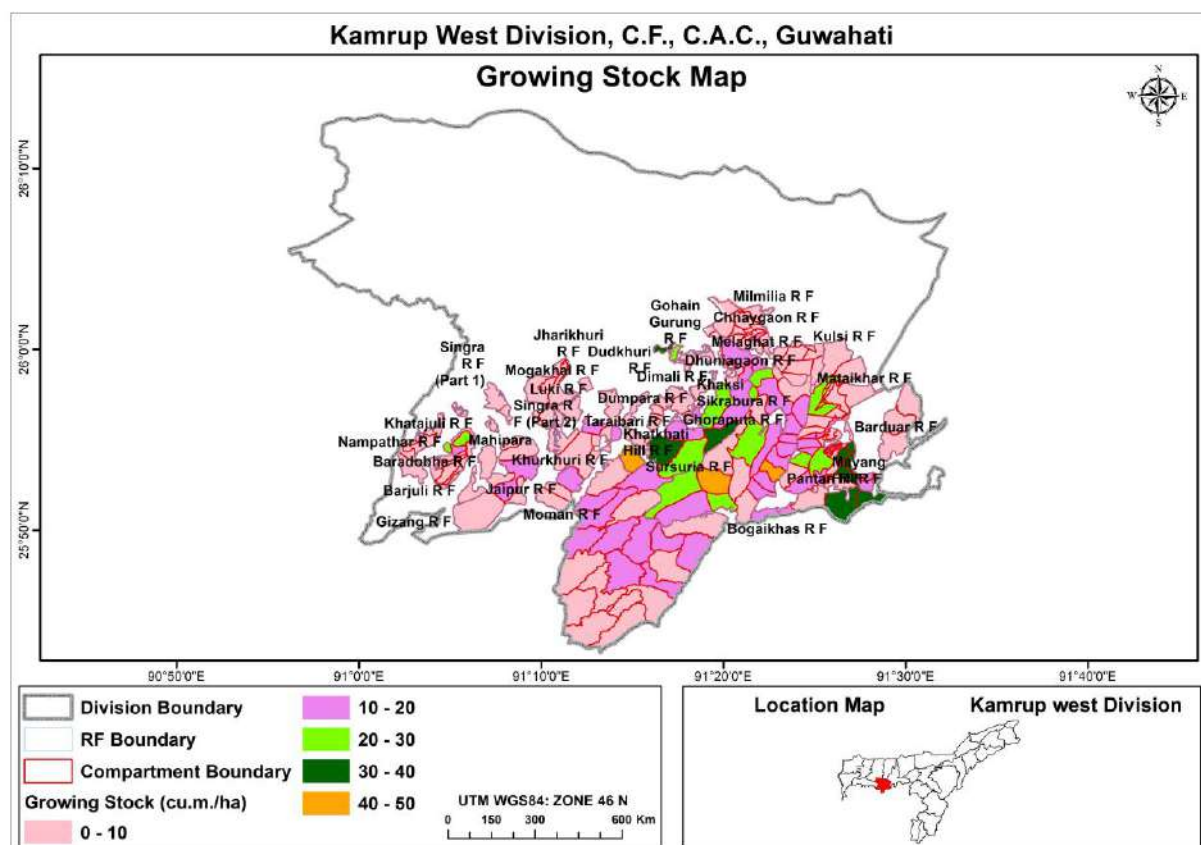 Kamrup West Division, C.F., C.A.C., Guwahati
Growing Stock Map
N
W
E
S
26°10'0"N
26°0'0"N
25°50'0"N
Milmilia R F
Gohain
Gurung
R F
Chhaygaon R F
Jharikhuri
R F
Melaghat R F
Kulsi R F
Singra
R F
(Part 1)
Dudkhuri
R F
Dhuniagaon R F
Mogakhal R F
Dimali R F
Mataikhar R F
Luki R F
Khaksi
Dumpara R F
Sikrabura R F
Singra R
F (Part 2)
Khatajuli R F
Taraibari R F
Ghoraputa R F
Barduar R F
Nampathar R F
Mahipara
Khatkhati
Hill R F
Baradobha R F
Khurkhuri R F
Sursuria R F
Mayang
R F
Barjuli R F
Jaipur R F
Pantan R F
Gizang R F
Moman R F
Bogaikhas R F
90°50'0"E
91°0'0"E
91°10'0"E
91°20'0"E
91°30'0"E
91°40'0"E
Division Boundary
RF Boundary
Compartment Boundary
Growing Stock (cu.m./ha)
0 - 10
10 - 20
20 - 30
30 - 40
40 - 50
UTM WGS84: ZONE 46 N
0 150 300 600 Km
Location Map
Kamrup west Division